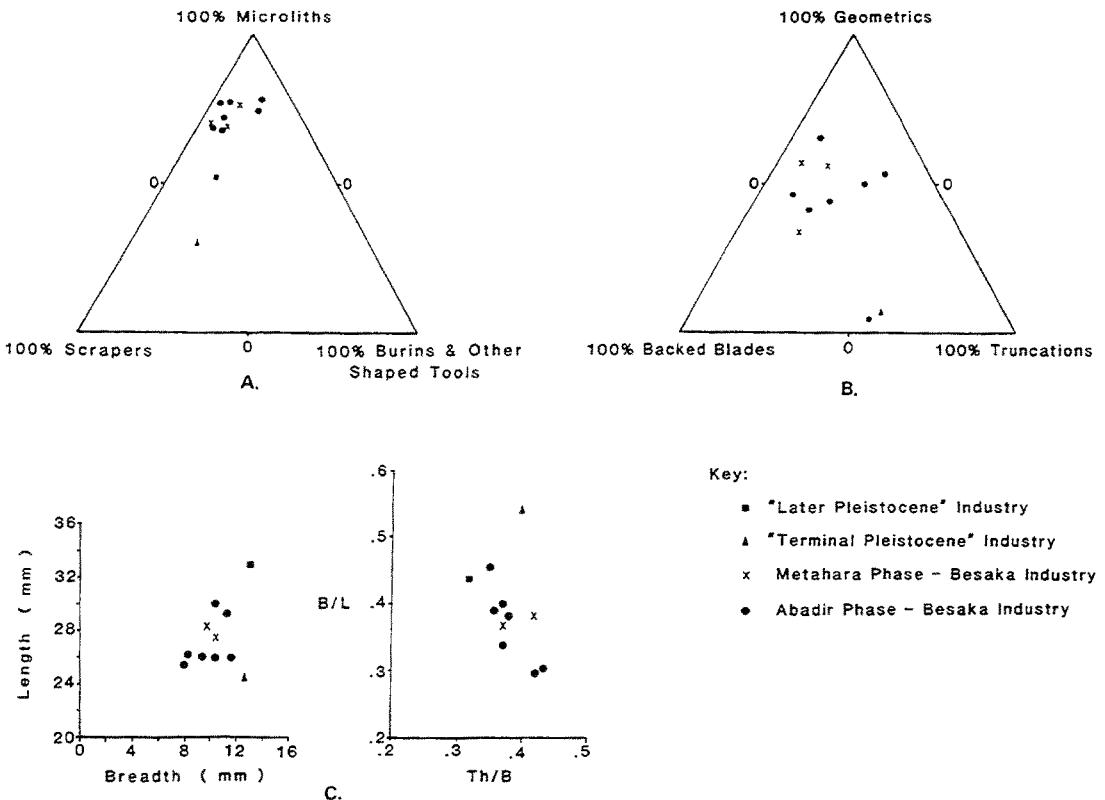 100% Microliths
0
0
100% Scrapers
0
100% Burins & Other
Shaped Tools
A.
100% Geometrics
0
0
100% Backed Blades
0
100% Truncations
B.
Length ( mm )
36
32
28
24
20
0
4
8
12
16
Breadth ( mm )
B/L
.6
.5
.4
.3
.2
.2
.3
.4
.5
Th/B
C.
Key:
"Later Pleistocene" Industry
"Terminal Pleistocene" Industry
Metahara Phase - Besaka Industry
Abadir Phase - Besaka Industry